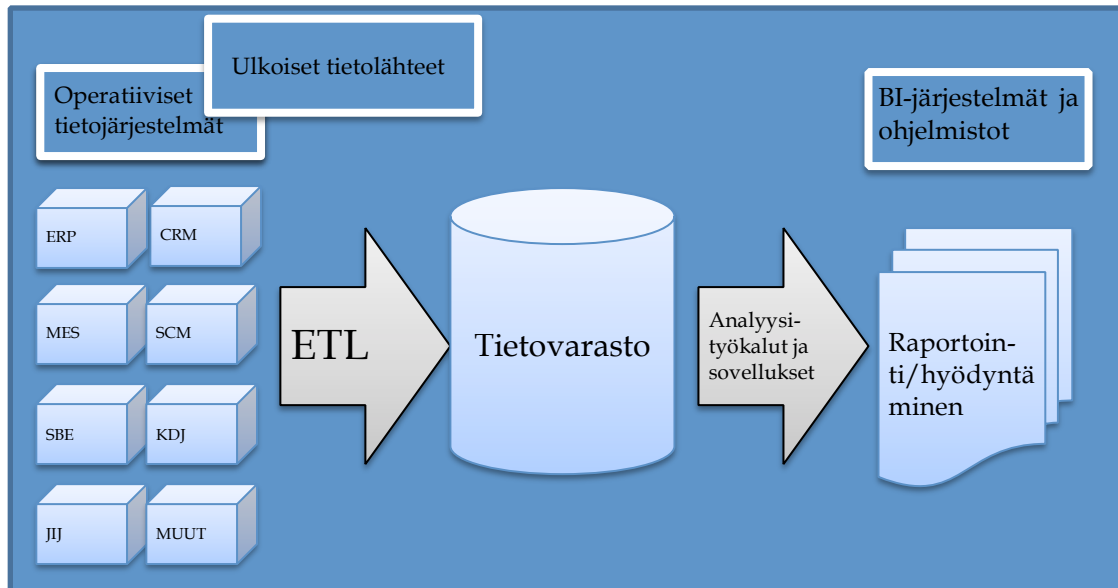 Ulkoiset tietolähteet
Operatiiviset
tietojärjestelmät
BI-järjestelmät ja
ohjelmistot
ERP
CRM
MES
SCM
SBE
KDJ
JIJ
MUUT
ETL
Tietovarasto
Analyysi-
työkalut ja
sovellukset
Raportoin-
ti/hyödyntä
minen